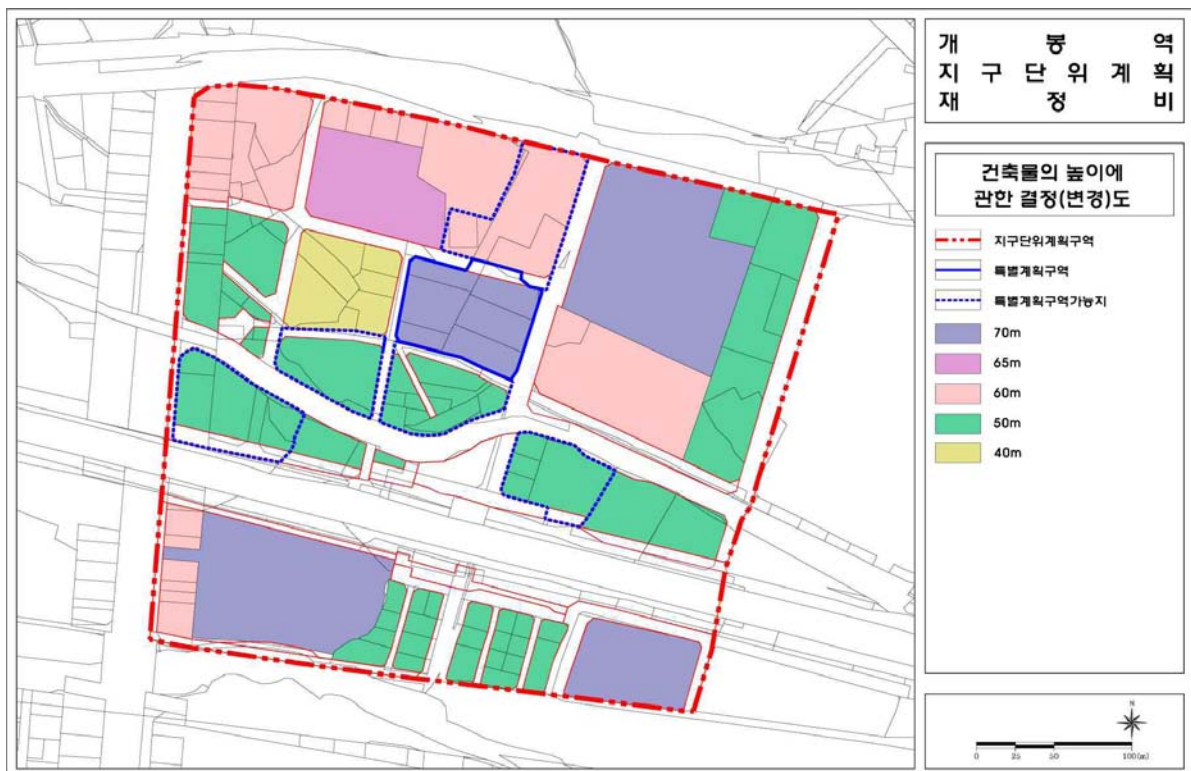 개 봉 역
지 구 단 위 계 획
재 정 비
건축물의 높이에
관한 결정(변경)도
지구단위계획구역
특별계획구역
특별계획구역가능지
70m
65m
60m
50m
40m
N
0 25 50 100(m)